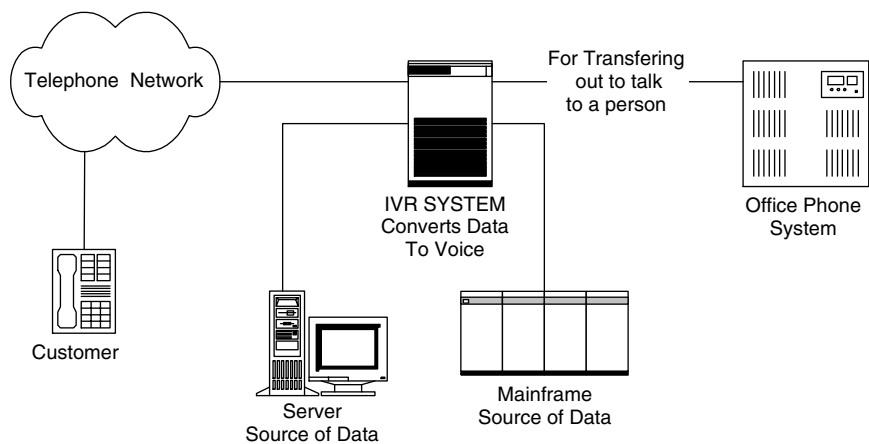 Telephone Network
For Transfering
out to talk
to a person
IVR SYSTEM
Converts Data
To Voice
Office Phone
System
Customer
Server
Source of Data
Mainframe
Source of Data